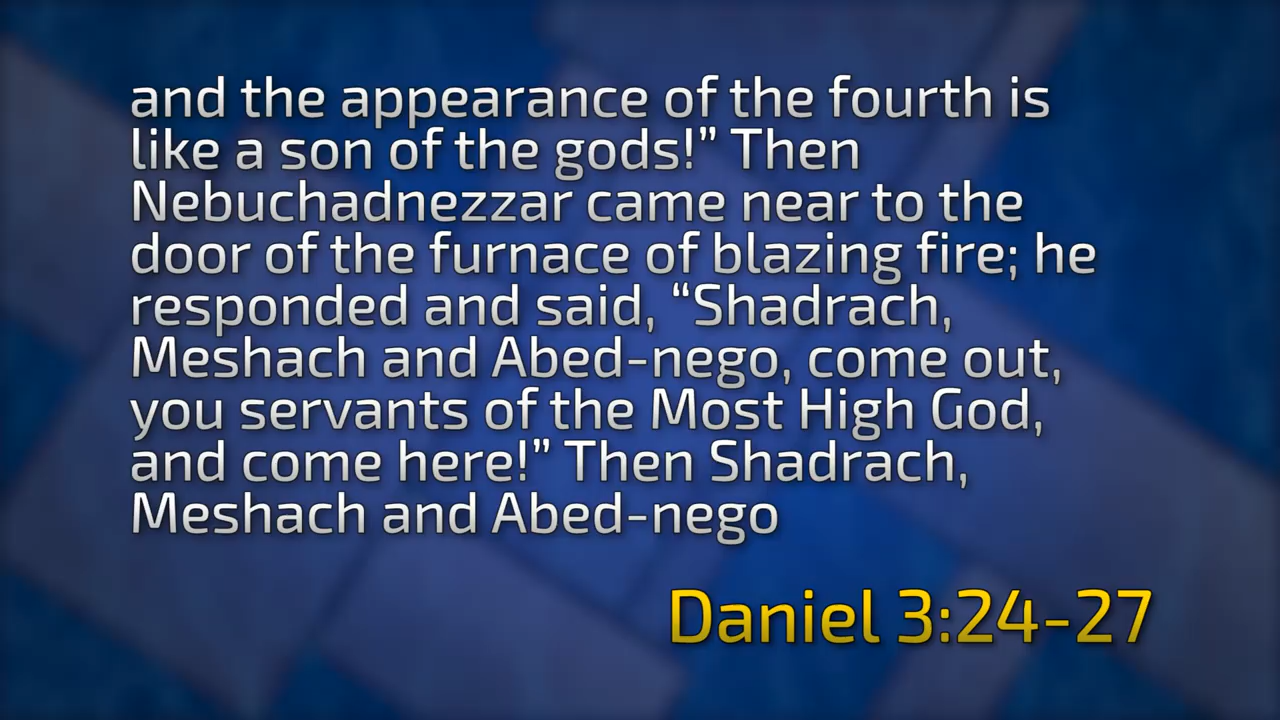 and the appearance of the fourth is
like a son of the gods!” Then
Nebuchadnezzar came near to the
door of the furnace of blazing fire; he
responded and said, “Shadrach,
Meshach and Abed-nego, come out,
you servants of the Most High God,
and come here!” Then Shadrach,
Meshach and Abed-nego
Daniel 3:24-27